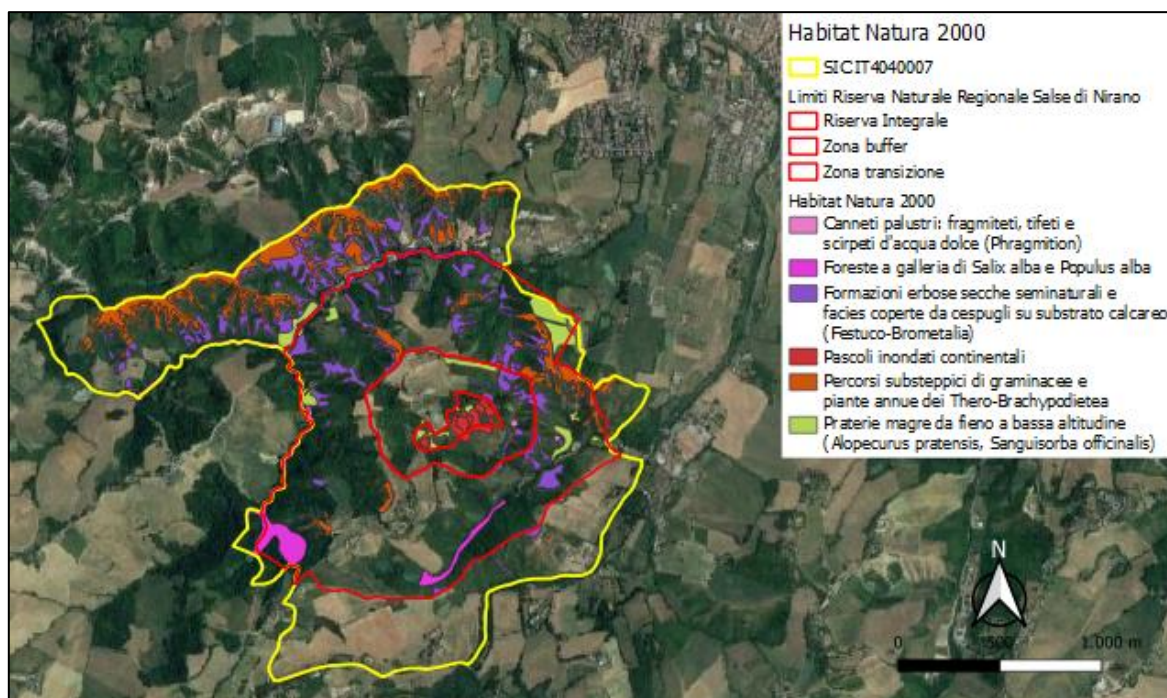 Habitat Natura 2000
SICIT4040007
Limiti Riserva Naturale Regionale Salse di Nirano
Riserva Integrale
Zona buffer
Zona transizione
Habitat Natura 2000
Canneti palustri: fragmiteti, tifeti e
scirpeti d'acqua dolce (Phragmition)
Foreste a galleria di Salix alba e Populus alba
Formazioni erbose secche seminaturali e
facies coperte da cespugli su substrato calcareo
(Festuco-Brometalia)
Pascoli inondati continentali
Percorsi substeppici di graminacee e
piante annue dei Thero-Brachypodietea
Praterie magre da fieno a bassa altitudine
(Alopecurus pratensis, Sanguisorba officinalis)
N
0 500 1.000 m